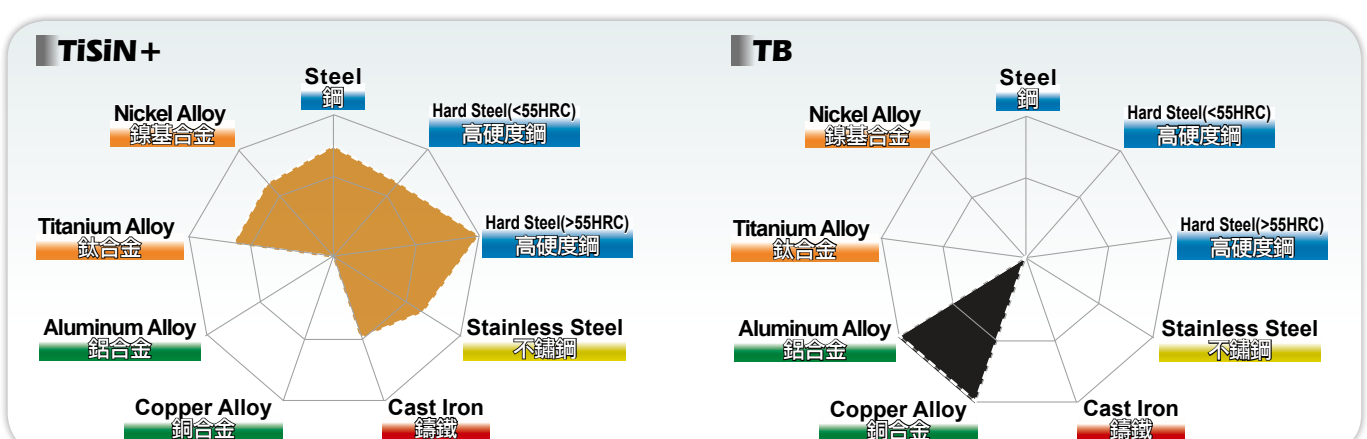 TiSiN+
Steel
鋼
Hard Steel(<55HRC)
高硬度鋼
Hard Steel(>55HRC)
高硬度鋼
Stainless Steel
不鏽鋼
Cast Iron
鑄鐵
Copper Alloy
銅合金
Aluminum Alloy
鋁合金
Titanium Alloy
鈦合金
Nickel Alloy
鎳基合金
TB
Steel
鋼
Hard Steel(<55HRC)
高硬度鋼
Hard Steel(>55HRC)
高硬度鋼
Stainless Steel
不鏽鋼
Cast Iron
鑄鐵
Copper Alloy
銅合金
Aluminum Alloy
鋁合金
Titanium Alloy
鈦合金
Nickel Alloy
鎳基合金